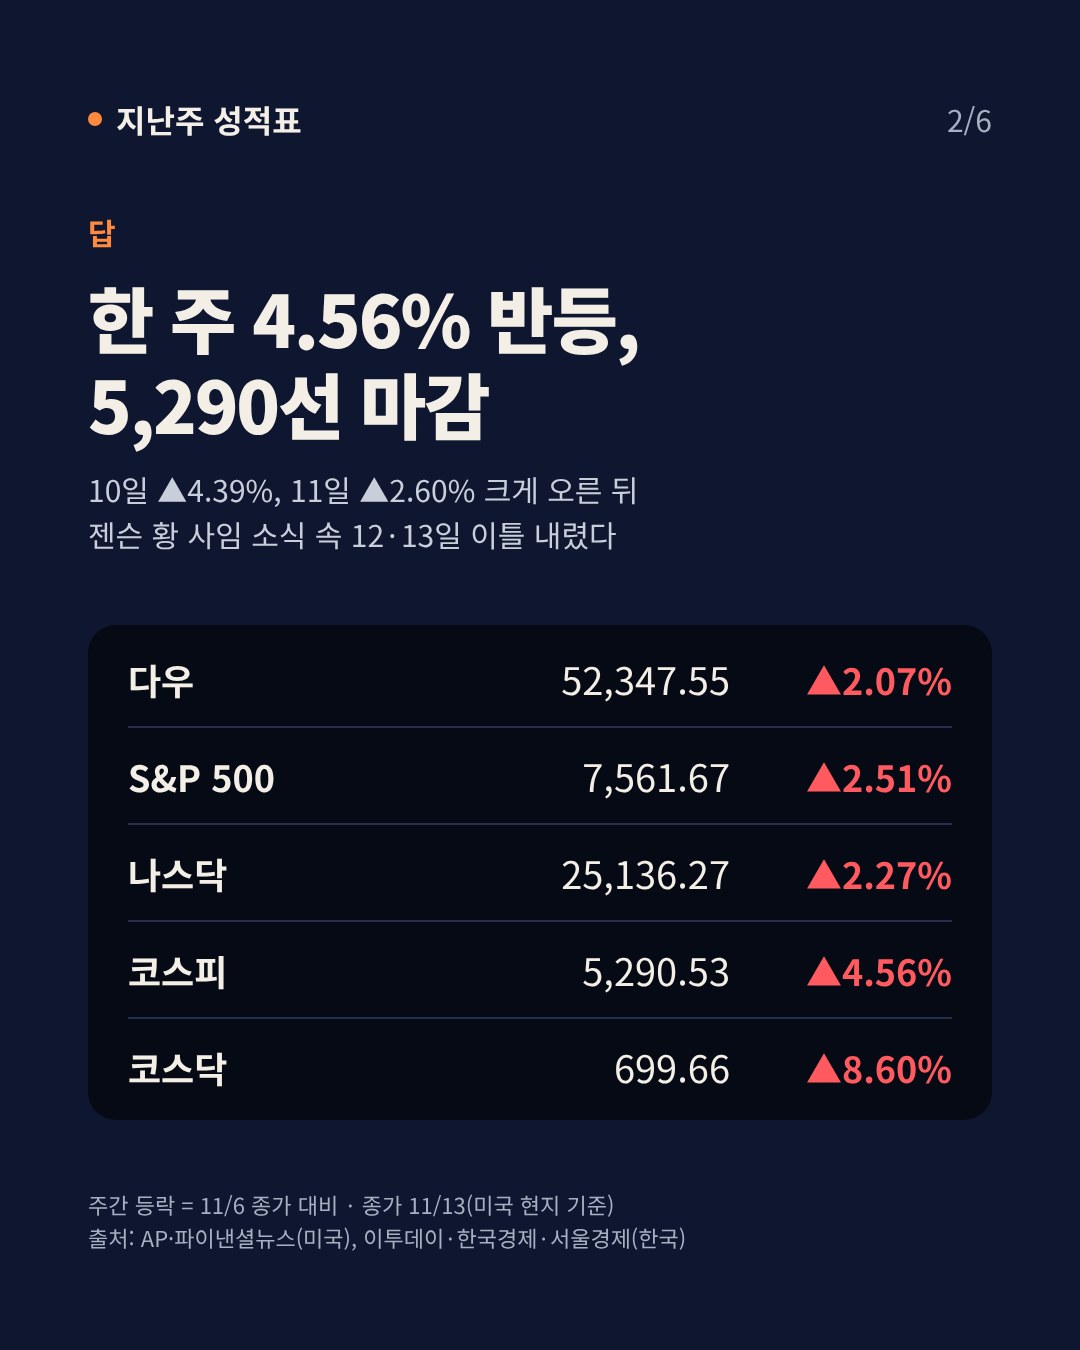 지난주 성적표 2/6
답
한 주 4.56% 반등,
5,290선 마감
10일 ▲4.39%, 11일 ▲2.60% 크게 오른 뒤
젠슨 황 사임 소식 속 12·13일 이틀 내렸다
다우 52,347.55 ▲2.07%
S&P 500 7,561.67 ▲2.51%
나스닥 25,136.27 ▲2.27%
코스피 5,290.53 ▲4.56%
코스닥 699.66 ▲8.60%
주간 등락 = 11/6 종가 대비 · 종가 11/13(미국 현지 기준)
출처: AP·파이낸셜뉴스(미국), 이투데이·한국경제·서울경제(한국)